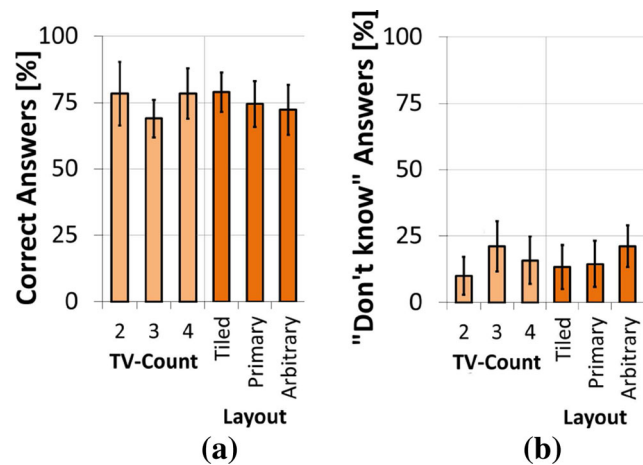 Correct Answers [%]
100
75
50
25
0
2 3 4 Tiled Primary Arbitrary
TV-Count
Layout
(a)
"Don't know" Answers [%]
100
75
50
25
0
2 3 4 Tiled Primary Arbitrary
TV-Count
Layout
(b)